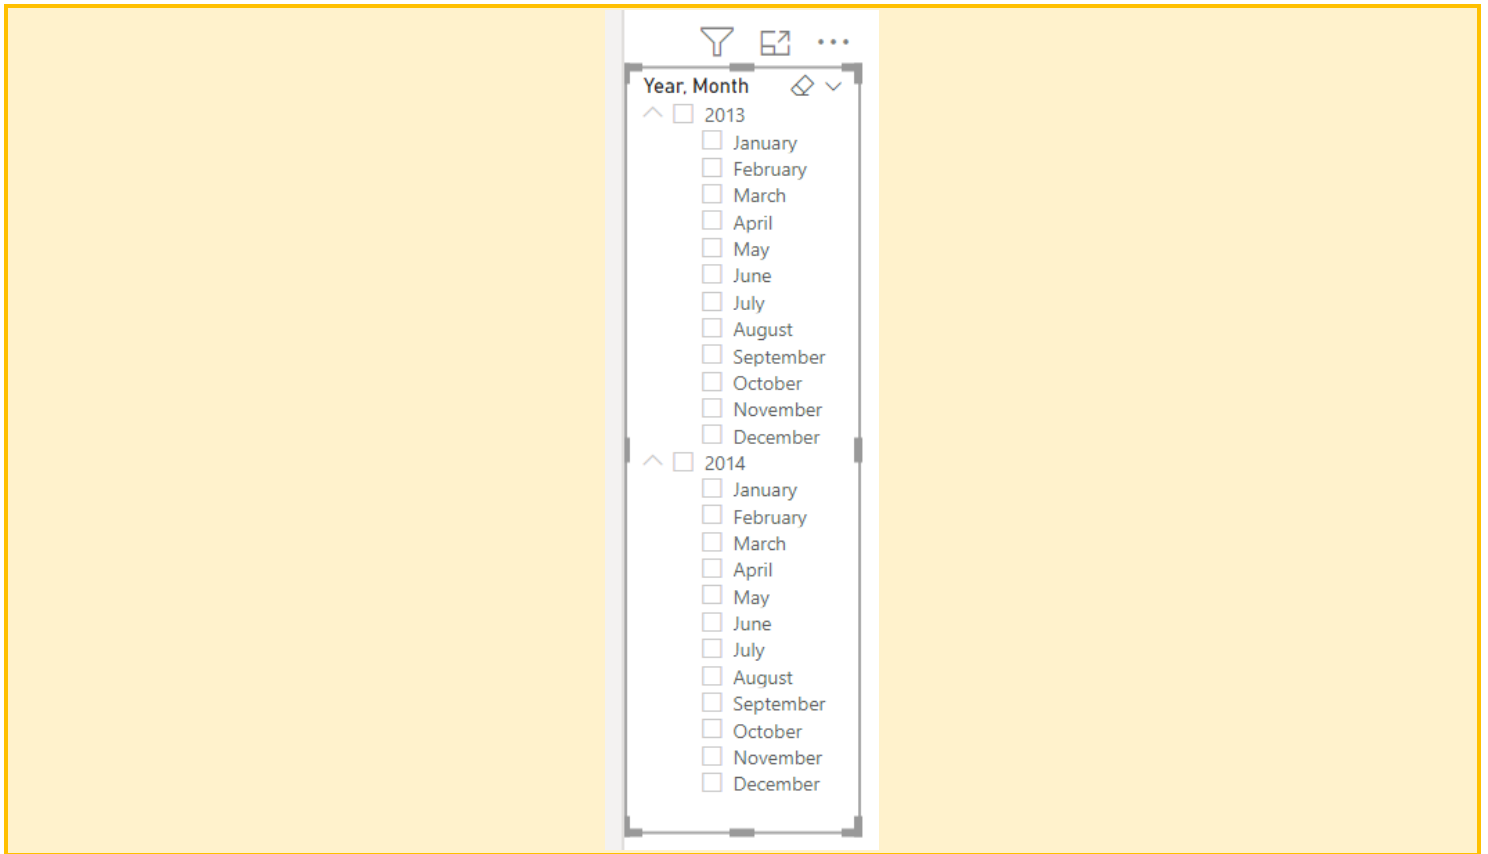 Year, Month
2013
January
February
March
April
May
June
July
August
September
October
November
December
2014
January
February
March
April
May
June
July
August
September
October
November
December